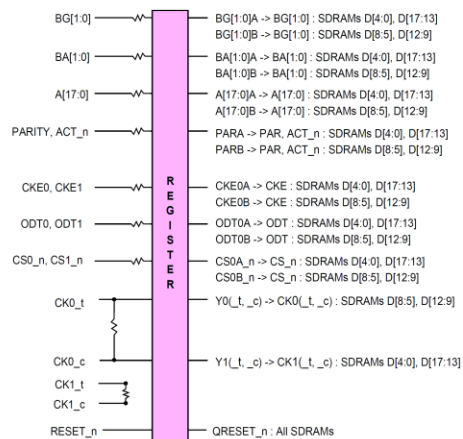 BG[1:0]
BG[1:0]A -> BG[1:0] : SDRAMs D[4:0], D[17:13]
BG[1:0]B -> BG[1:0] : SDRAMs D[8:5], D[12:9]
BA[1:0]
BA[1:0]A -> BA[1:0] : SDRAMs D[4:0], D[17:13]
BA[1:0]B -> BA[1:0] : SDRAMs D[8:5], D[12:9]
A[17:0]
A[17:0]A -> A[17:0] : SDRAMs D[4:0], D[17:13]
A[17:0]B -> A[17:0] : SDRAMs D[8:5], D[12:9]
PARITY, ACT_n
PARA -> PAR, ACT_n : SDRAMs D[4:0], D[17:13]
PARB -> PAR, ACT_n : SDRAMs D[8:5], D[12:9]
REGISTER
CKE0, CKE1
CKE0A -> CKE : SDRAMs D[4:0], D[17:13]
CKE0B -> CKE : SDRAMs D[8:5], D[12:9]
ODT0, ODT1
ODT0A -> ODT : SDRAMs D[4:0], D[17:13]
ODT0B -> ODT : SDRAMs D[8:5], D[12:9]
CS0_n, CS1_n
CS0A_n -> CS_n : SDRAMs D[4:0], D[17:13]
CS0B_n -> CS_n : SDRAMs D[8:5], D[12:9]
CK0_t
Y0(_t, _c) -> CK0(_t, _c) : SDRAMs D[8:5], D[12:9]
CK0_c
Y1(_t, _c) -> CK1(_t, _c) : SDRAMs D[4:0], D[17:13]
CK1_t
CK1_c
RESET_n
QRESET_n : All SDRAMs